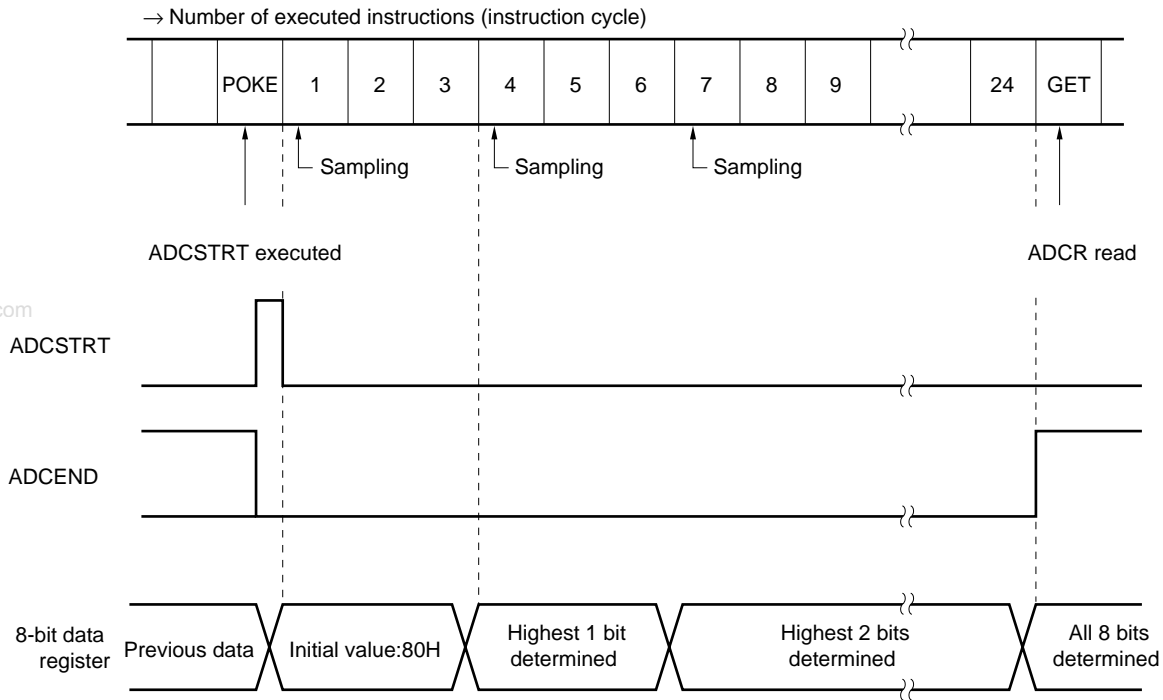 → Number of executed instructions (instruction cycle)
POKE 1 2 3 4 5 6 7 8 9 24 GET
Sampling Sampling Sampling
ADCSTRT executed ADCR read
com
ADCSTRT
ADCEND
8-bit data
register
Previous data
Initial value:80H
Highest 1 bit
determined
Highest 2 bits
determined
All 8 bits
determined